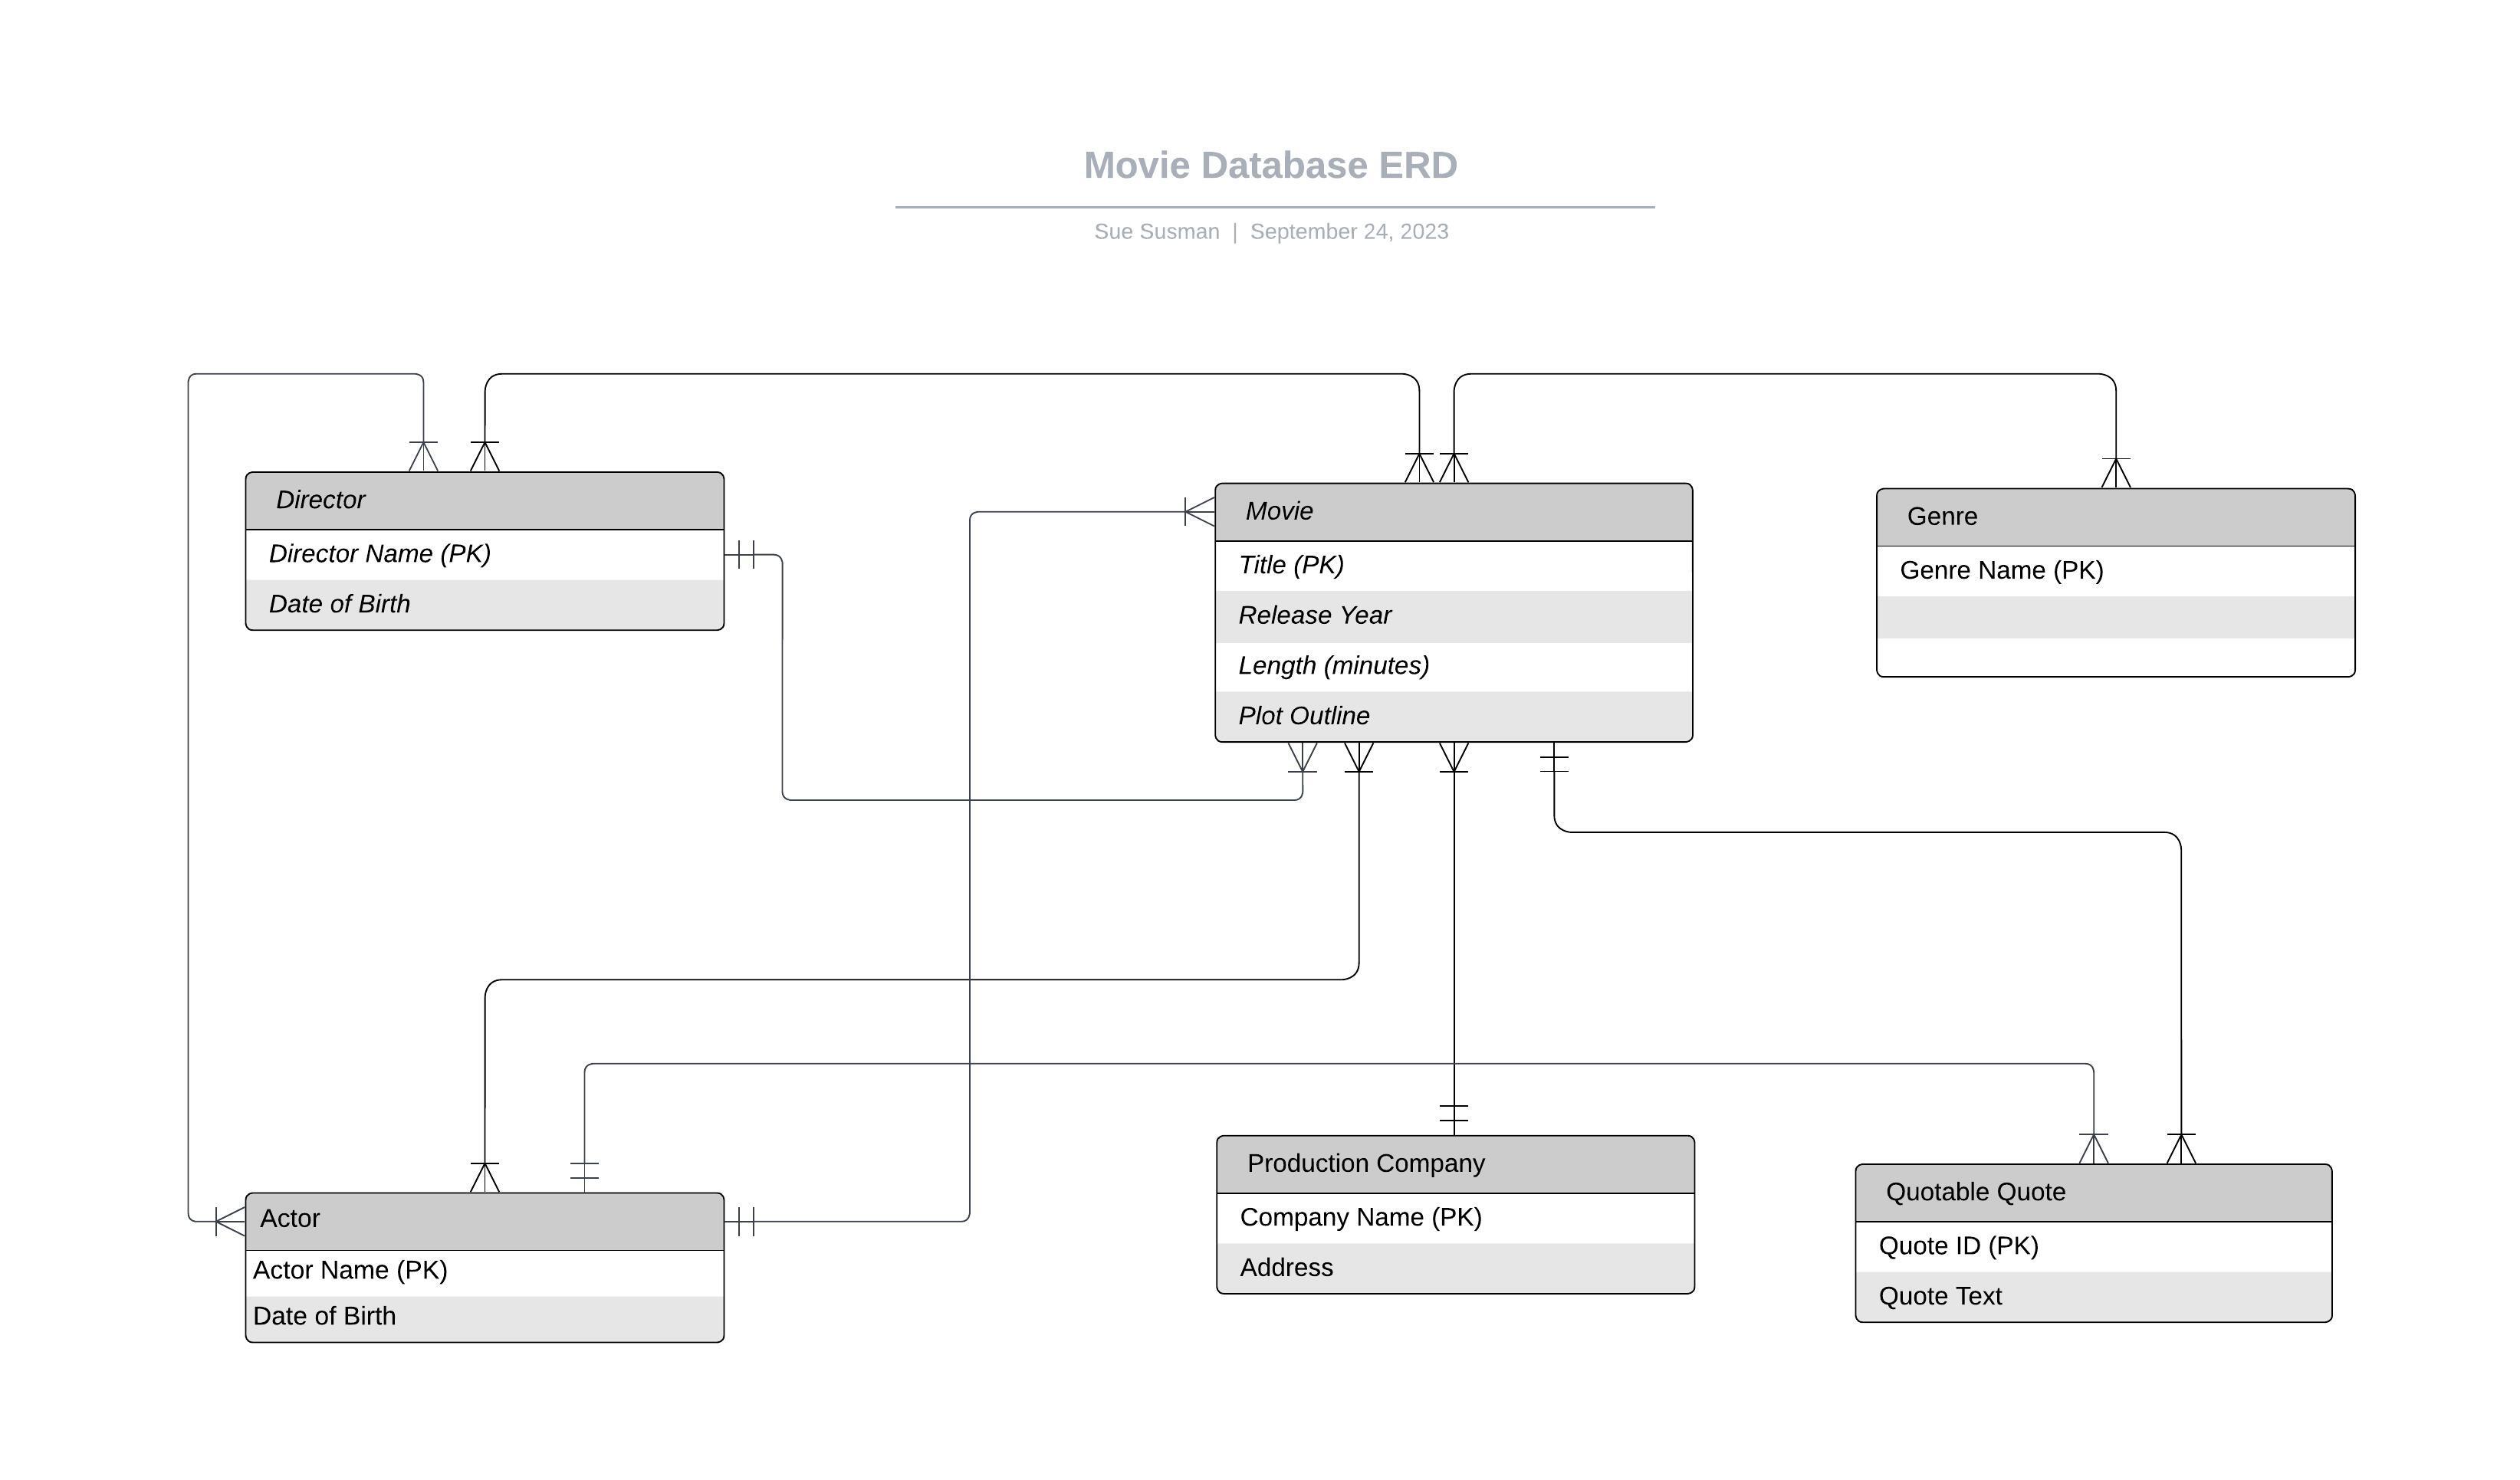 Movie Database ERD
Sue Susman | September 24, 2023
Director
Director Name (PK)
Date of Birth
Movie
Title (PK)
Release Year
Length (minutes)
Plot Outline
Genre
Genre Name (PK)
Actor
Actor Name (PK)
Date of Birth
Production Company
Company Name (PK)
Address
Quotable Quote
Quote ID (PK)
Quote Text